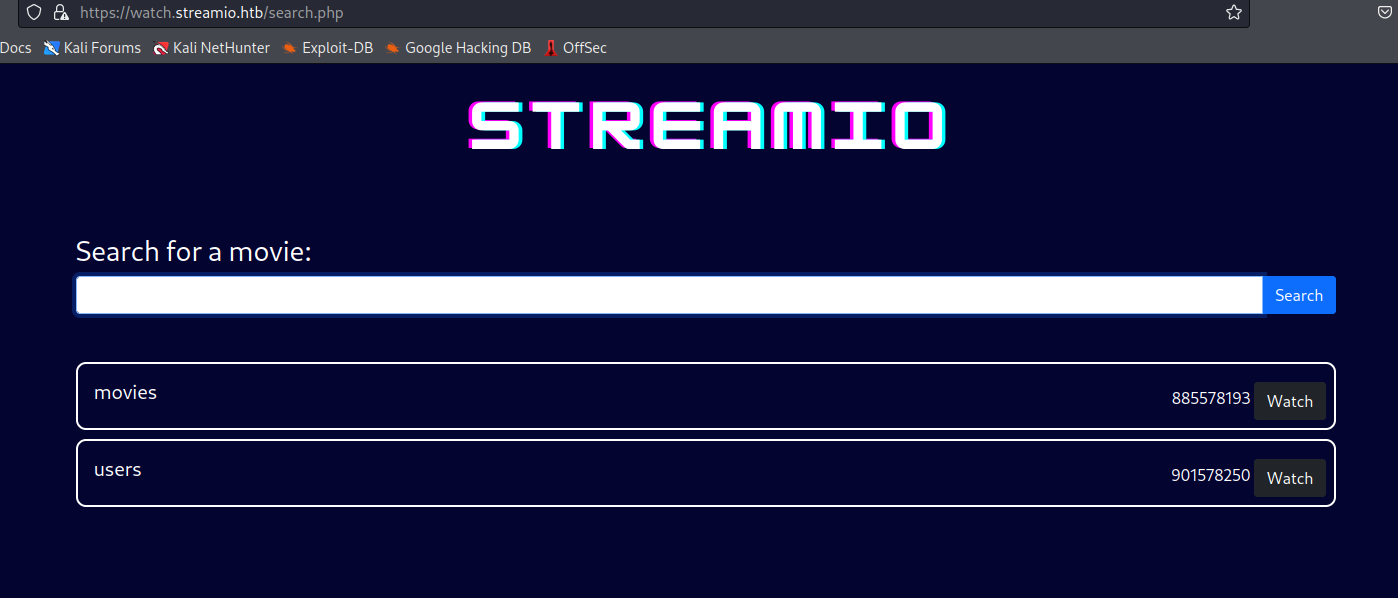 https://watch.streamio.htb/search.php
Docs Kali Forums Kali NetHunter Exploit-DB Google Hacking DB OffSec
STREAMIO
Search for a movie:
Search
movies 885578193 Watch
users 901578250 Watch